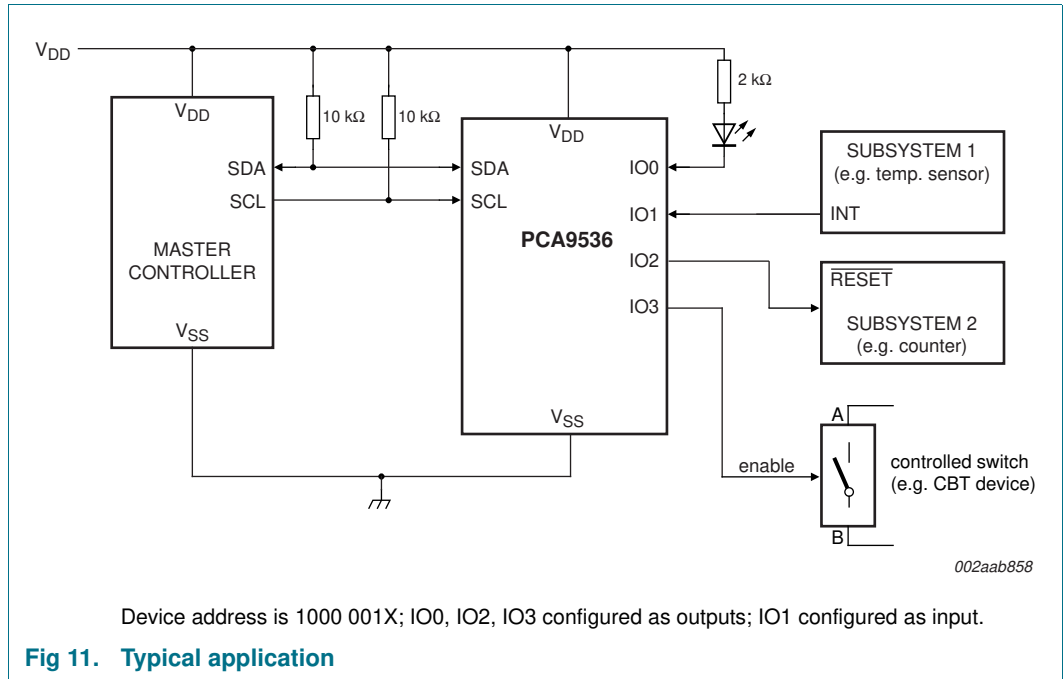 VDD
VDD
10 kΩ
10 kΩ
VDD
2 kΩ
SDA
SCL
MASTER
CONTROLLER
VSS
SDA
SCL
PCA9536
IO0
IO1
IO2
IO3
VSS
SUBSYSTEM 1
(e.g. temp. sensor)
INT
RESET
SUBSYSTEM 2
(e.g. counter)
A
enable
controlled switch
(e.g. CBT device)
B
002aab858
Device address is 1000 001X; IO0, IO2, IO3 configured as outputs; IO1 configured as input.
Fig 11. Typical application